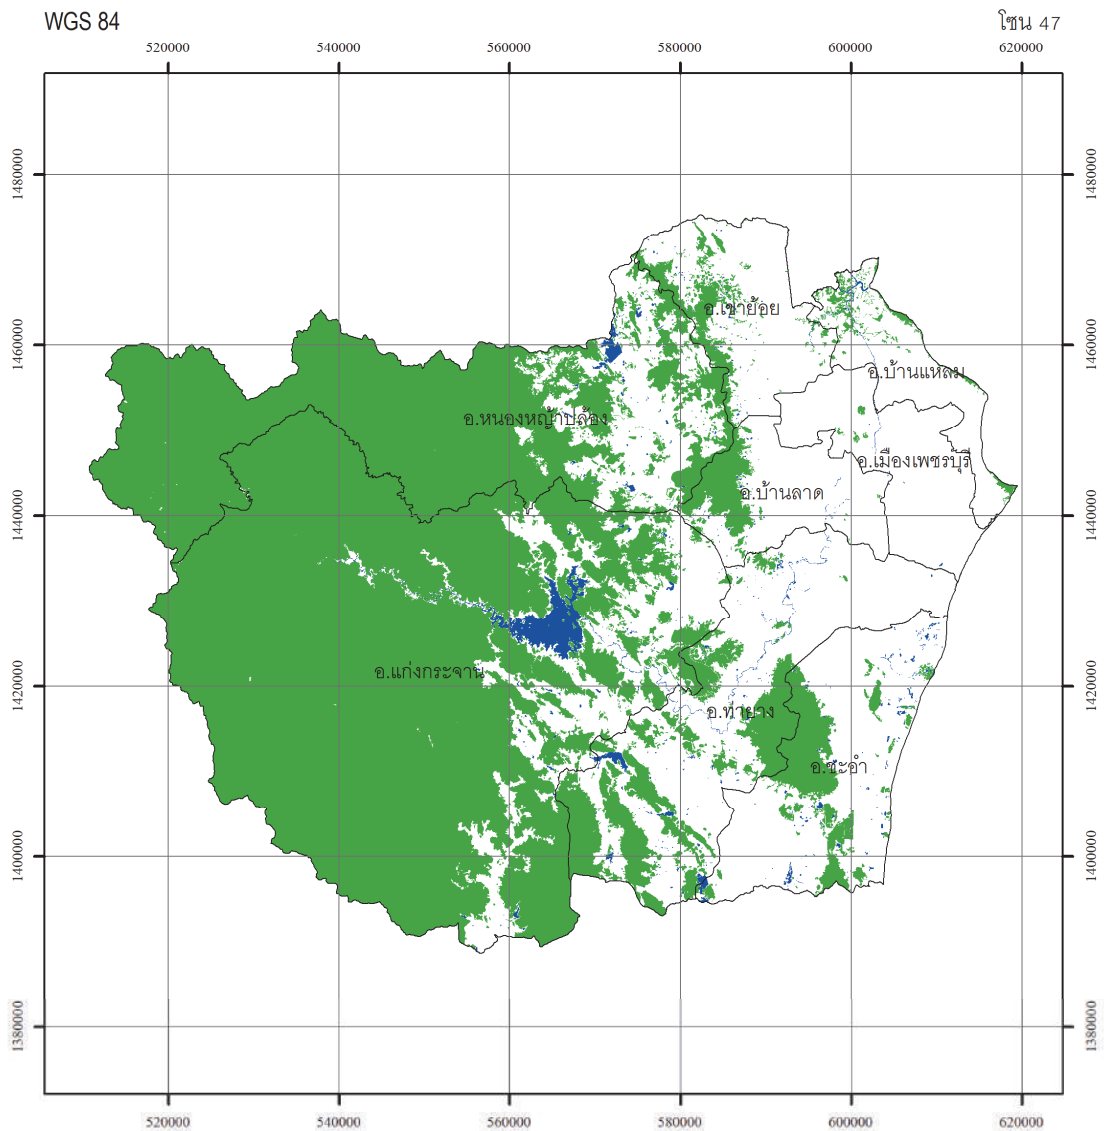 WGS 84
โซน 47
520000 540000 560000 580000 600000 620000
1480000 1480000
อ.เขาย้อย
1460000 1460000
อ.บ้านแหลม
อ.หนองหญ้าปล้อง
อ.เมืองเพชรบุรี
อ.บ้านลาด
1440000 1440000
อ.แก่งกระจาน
1420000 1420000
อ.ท่ายาง
อ.ชะอำ
1400000 1400000
1380000 1380000
520000 540000 560000 580000 600000 620000